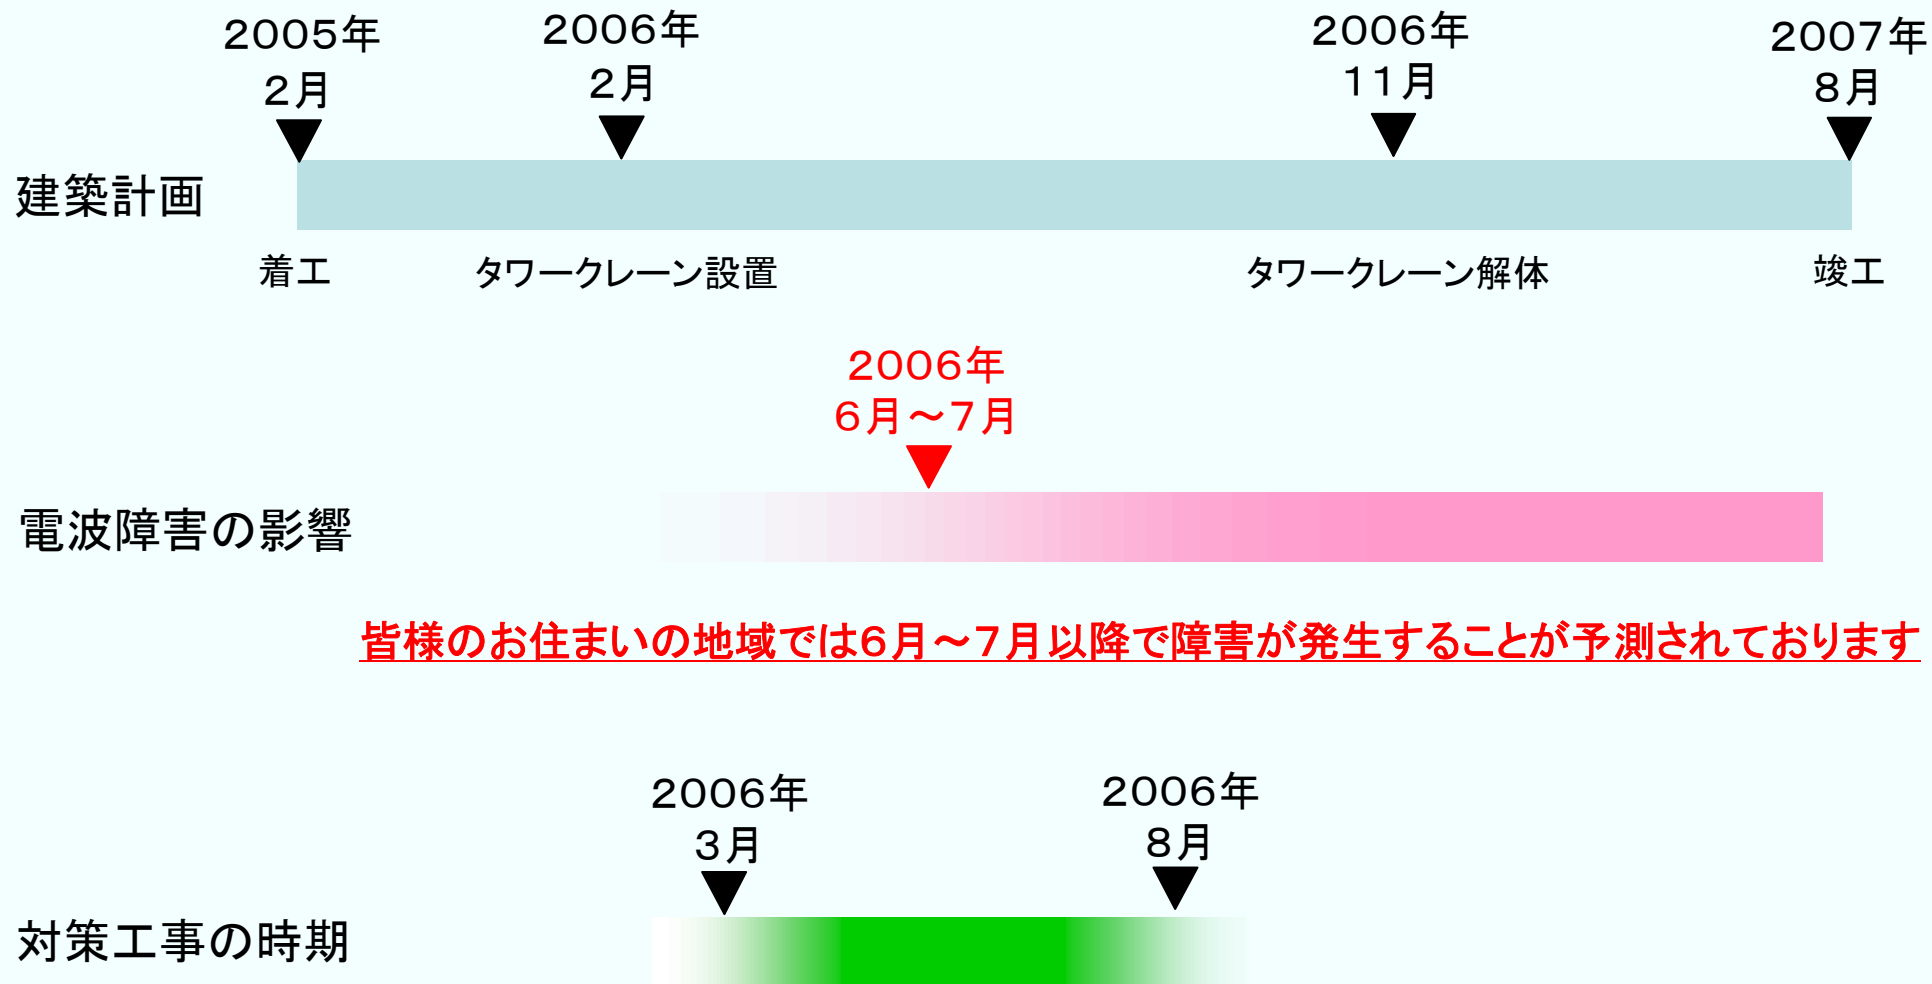 ２００５年
２月
２００６年
２月
２００６年
１１月
２００７年
８月
建築計画
着工
タワークレーン設置
タワークレーン解体
竣工
２００６年
６月～７月
電波障害の影響
皆様のお住まいの地域では６月～７月以降で障害が発生することが予測されております
２００６年
３月
２００６年
８月
対策工事の時期